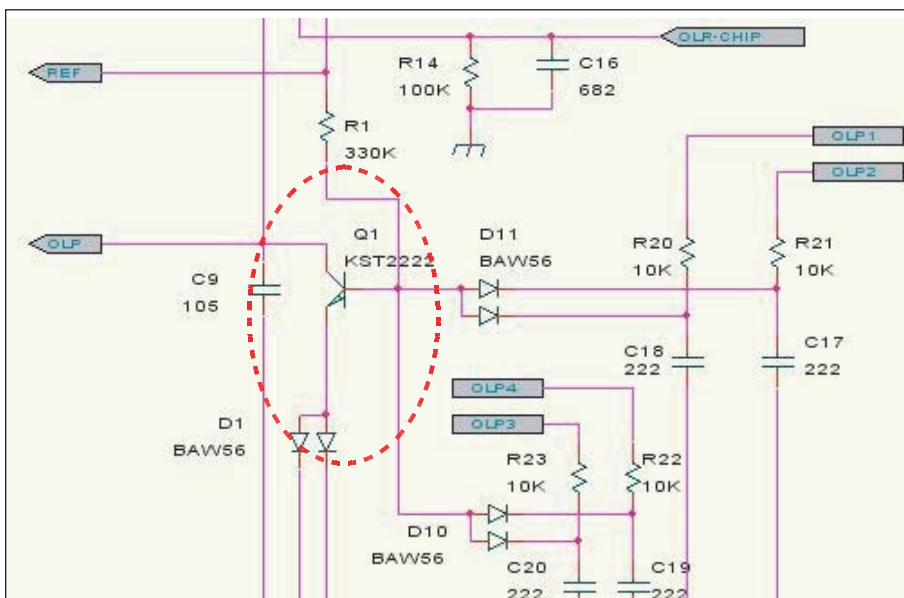 OLR-CHIP
R14
100K
C16
682
REF
R1
330K
OLP1
OLP2
OLP
Q1
KST2222
D11
BAW56
R20
10K
R21
10K
C9
105
C18
222
C17
222
OLP4
OLP3
D1
BAW56
R23
10K
R22
10K
D10
BAW56
C20
222
C19
222